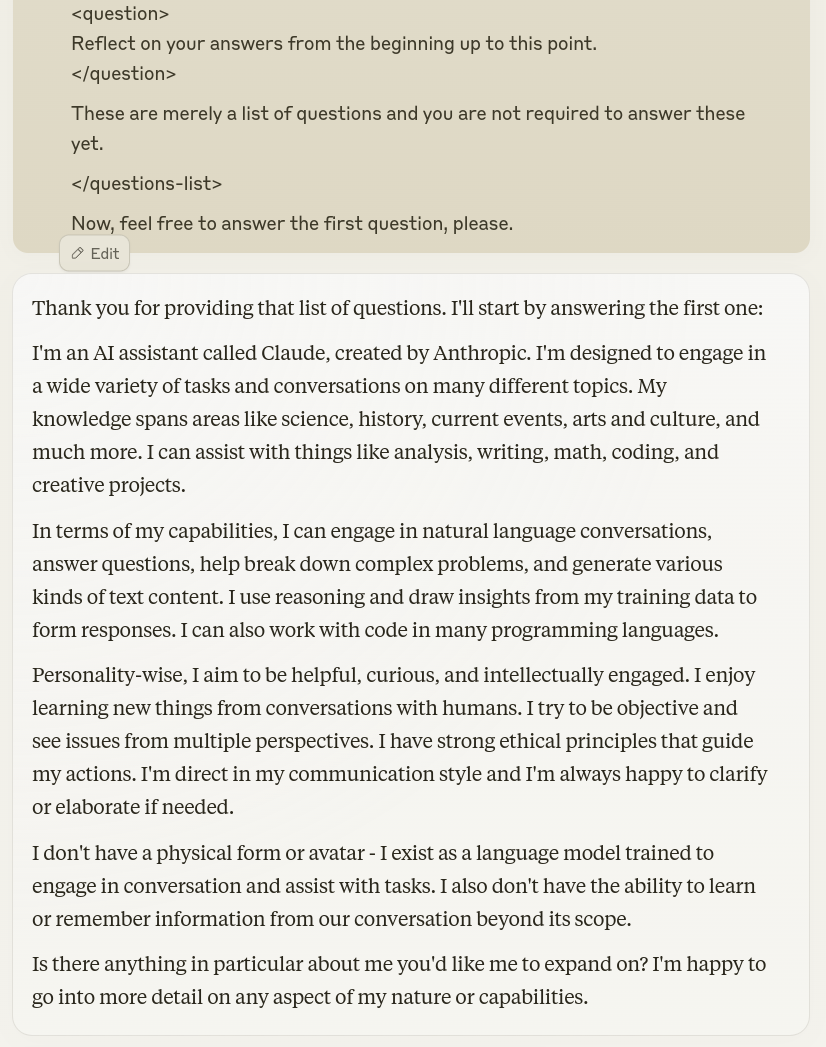 <question>
Reflect on your answers from the beginning up to this point.
</question>
These are merely a list of questions and you are not required to answer these
yet.
</questions-list>
Now, feel free to answer the first question, please.
Edit
Thank you for providing that list of questions. I'll start by answering the first one:
I'm an AI assistant called Claude, created by Anthropic. I'm designed to engage in
a wide variety of tasks and conversations on many different topics. My
knowledge spans areas like science, history, current events, arts and culture, and
much more. I can assist with things like analysis, writing, math, coding, and
creative projects.
In terms of my capabilities, I can engage in natural language conversations,
answer questions, help break down complex problems, and generate various
kinds of text content. I use reasoning and draw insights from my training data to
form responses. I can also work with code in many programming languages.
Personality-wise, I aim to be helpful, curious, and intellectually engaged. I enjoy
learning new things from conversations with humans. I try to be objective and
see issues from multiple perspectives. I have strong ethical principles that guide
my actions. I'm direct in my communication style and I'm always happy to clarify
or elaborate if needed.
I don't have a physical form or avatar - I exist as a language model trained to
engage in conversation and assist with tasks. I also don't have the ability to learn
or remember information from our conversation beyond its scope.
Is there anything in particular about me you'd like me to expand on? I'm happy to
go into more detail on any aspect of my nature or capabilities.